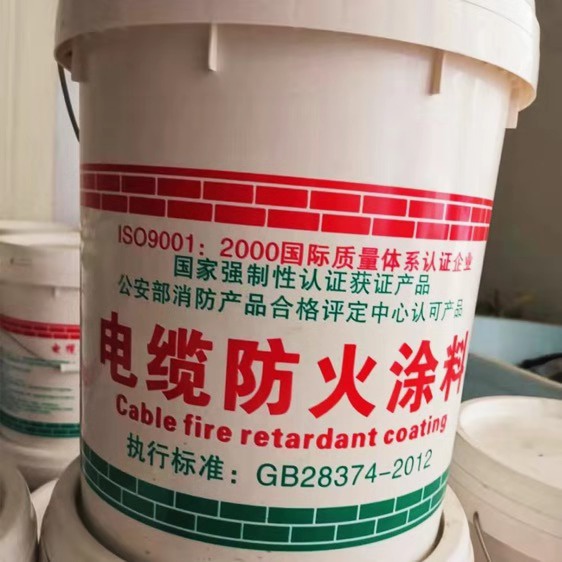 ISO9001：2000国际质量体系认证企业
国家强制性认证获证产品
公安部消防产品合格评定中心认可产品
电缆防火涂料
Cable fire retardant coating
执行标准：GB28374-2012
电缆